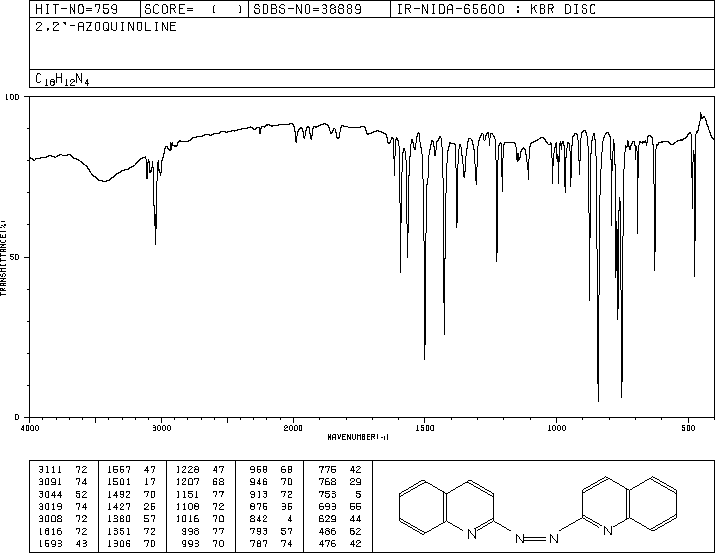 HIT-NO=759 SCORE= ( ) SDBS-NO=38889 IR-NIDA-65600 : KBR DISC
2,2'-AZOQUINOLINE
C18H12N4
100
50
0
TRANSMITTANCE(%)
4000 3000 2000 1500 1000 500
WAVENUMBER(-1)
3111 72 1567 47 1228 47 968 68 776 42
3091 74 1501 17 1207 68 946 70 768 29
3044 52 1492 70 1151 77 913 72 753 5
3019 74 1427 25 1108 72 876 36 693 55
3008 72 1380 57 1016 70 842 4 629 44
1616 72 1351 72 998 77 793 57 486 62
1593 43 1306 70 993 70 787 74 476 42
N N=N N